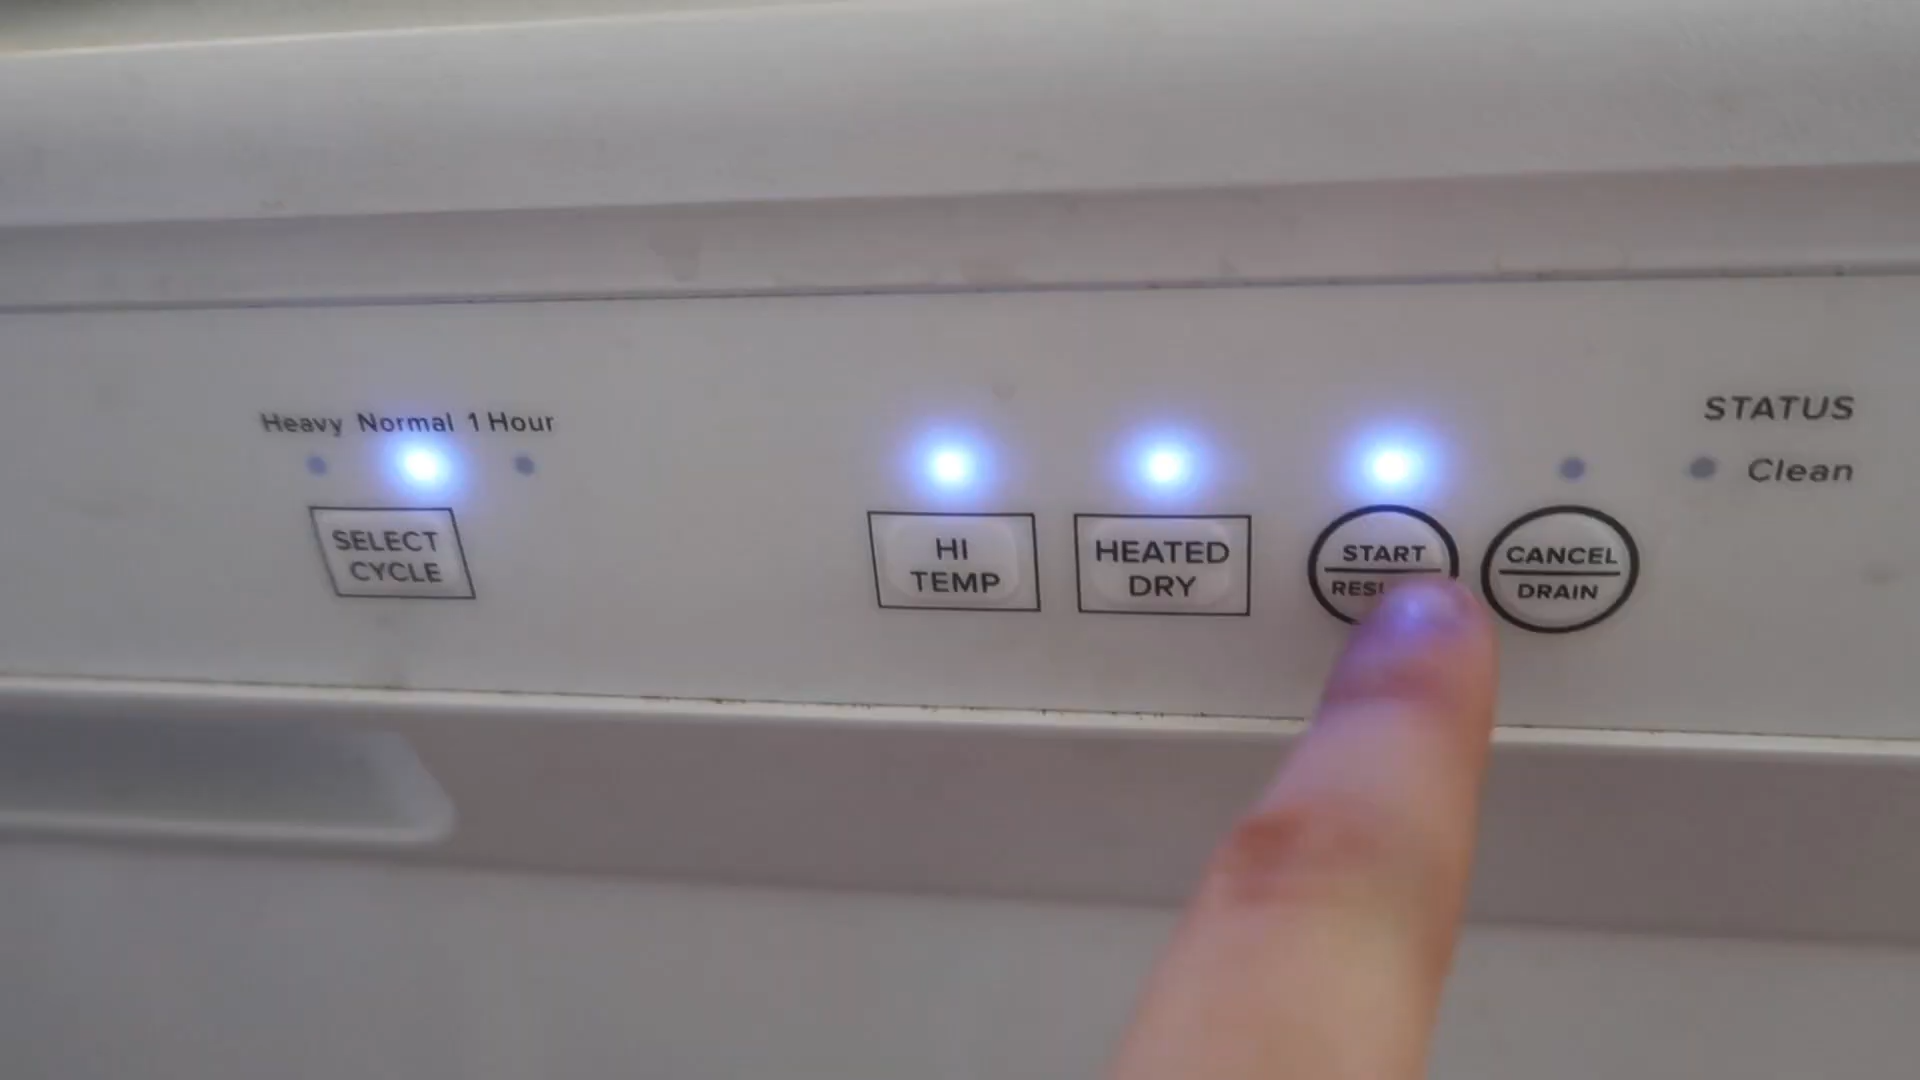 Heavy Normal 1 Hour
SELECT
CYCLE
HI
TEMP
HEATED
DRY
START
CANCEL
DRAIN
STATUS
Clean